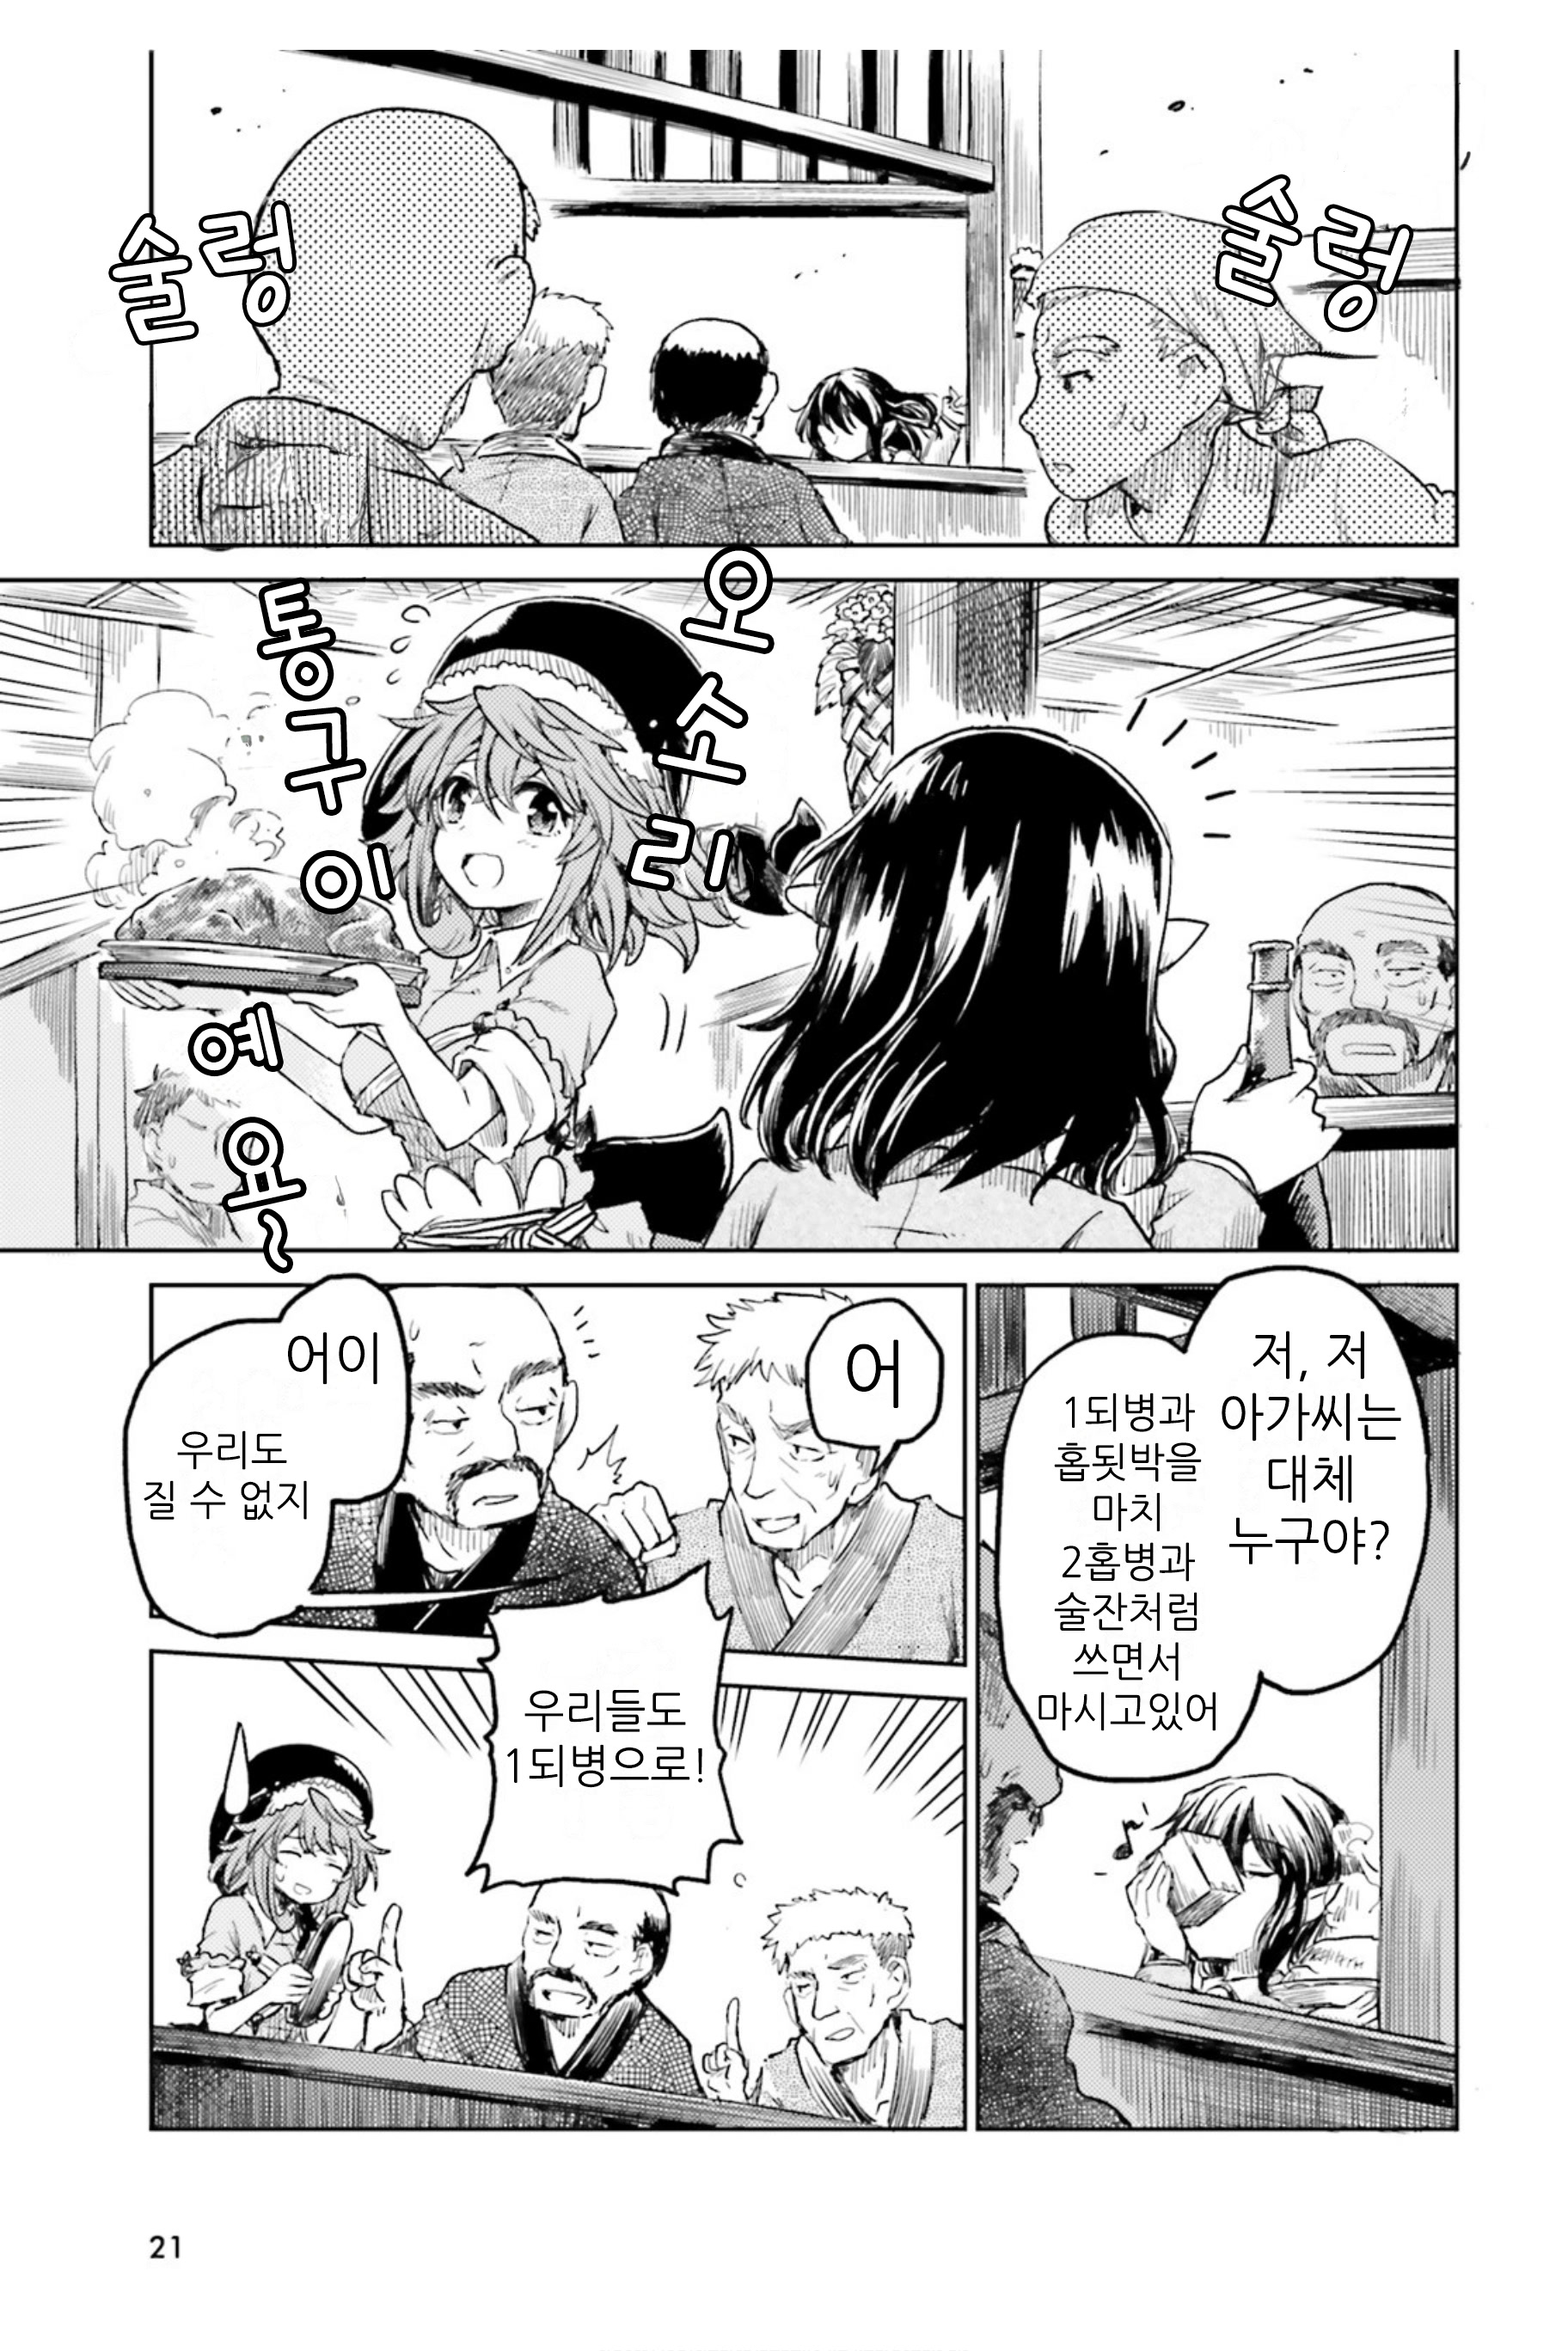 술렁
술렁
오소리
통구이
예요~
저, 저
아가씨는
대체
누구야?
1되병과
홉됫박을
마치
2홉병과
술잔처럼
쓰면서
마시고있어
어
어이
우리도
질 수 없지
우리들도
1되병으로!
21